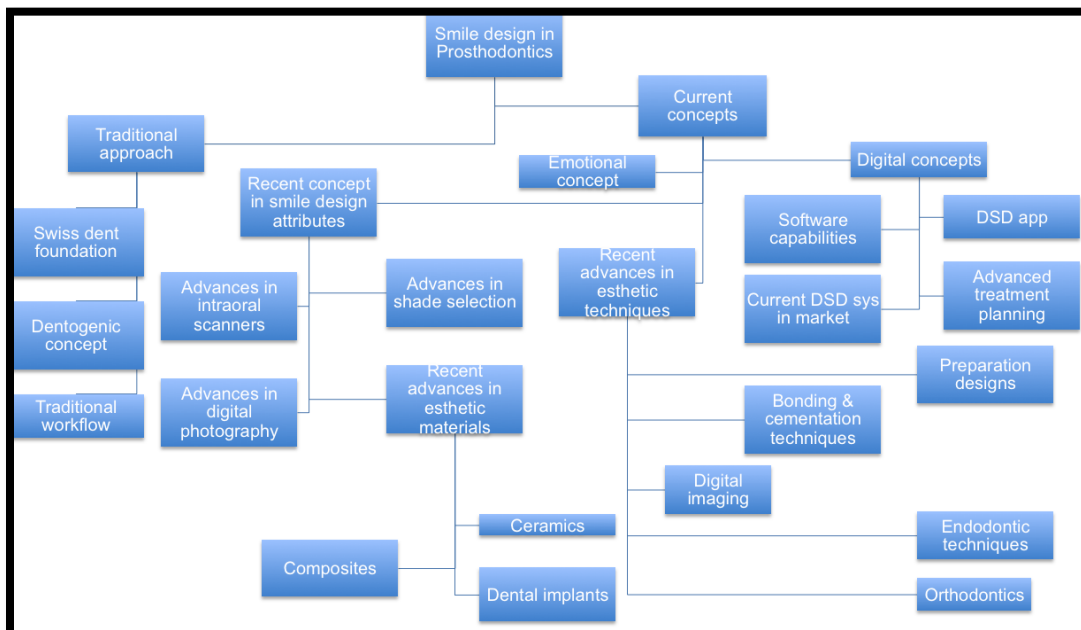 Smile design in
Prosthodontics
Current
concepts
Traditional
approach
Emotional
concept
Digital concepts
Recent concept
in smile design
attributes
Swiss dent
foundation
Software
capabilities
DSD app
Recent
advances in
esthetic
techniques
Advances in
intraoral
scanners
Advances in
shade selection
Current DSD sys
in market
Advanced
treatment
planning
Dentogenic
concept
Preparation
designs
Recent
advances in
esthetic
materials
Traditional
workflow
Advances in
digital
photography
Bonding &
cementation
techniques
Digital
imaging
Ceramics
Endodontic
techniques
Composites
Dental implants
Orthodontics